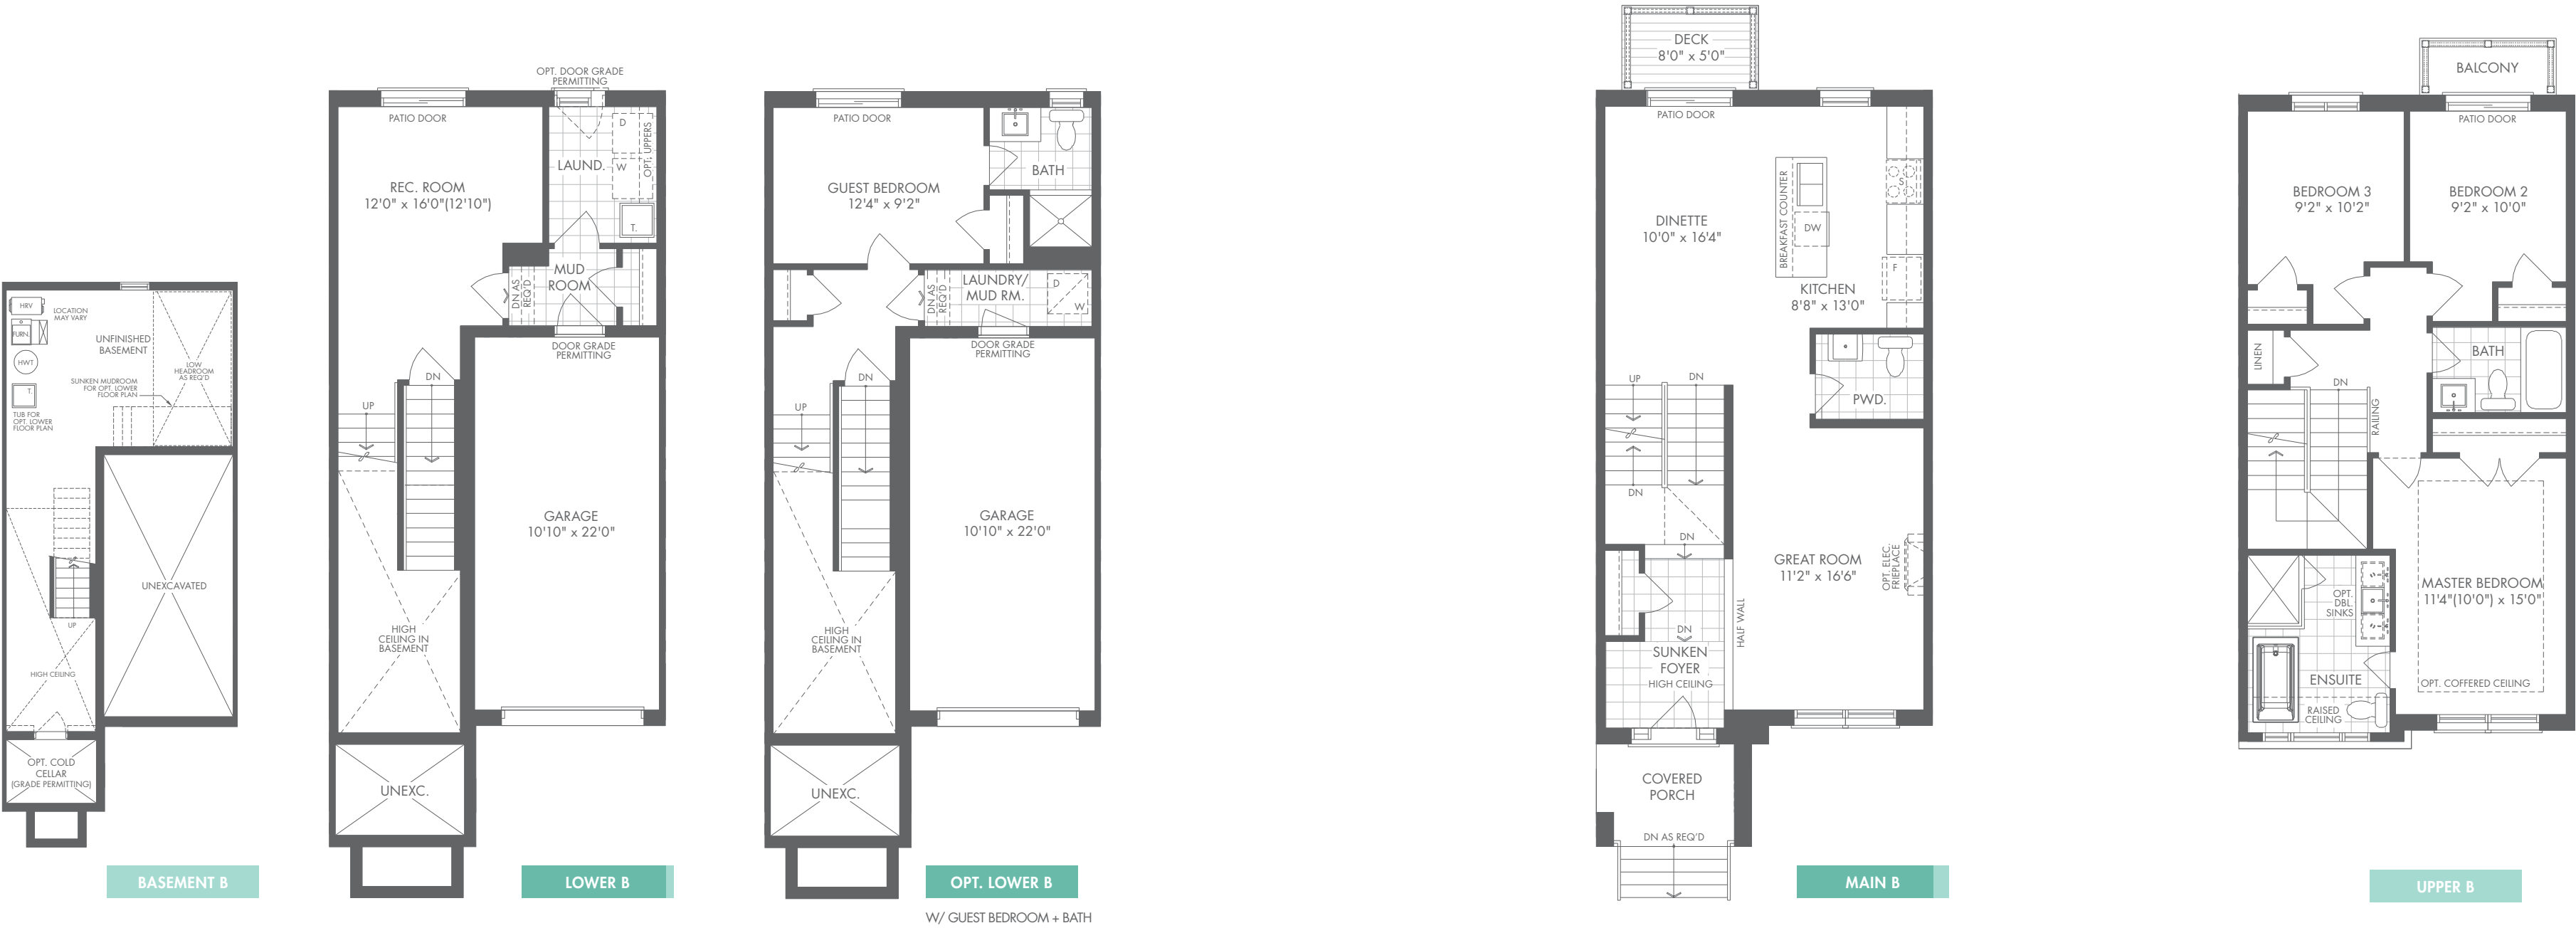 HRV
LOCATION
MAY VARY
FURN.
UNFINISHED
BASEMENT
HWT
LOW
HEADROOM
AS REQ'D
SUNKEN MUDROOM
FOR OPT. LOWER
FLOOR PLAN
T.
TUB FOR
OPT. LOWER
FLOOR PLAN
UNEXCAVATED
UP
HIGH CEILING
OPT. COLD
CELLAR
(GRADE PERMITTING)
BASEMENT B
OPT. DOOR GRADE
PERMITTING
PATIO DOOR
D
OPT. UPPERS
LAUND.
W
REC. ROOM
12'0" x 16'0"(12'10")
T.
MUD
ROOM
DN AS
REQ'D
DOOR GRADE
PERMITTING
DN
UP
GARAGE
10'10" x 22'0"
HIGH
CEILING IN
BASEMENT
UNEXC.
LOWER B
PATIO DOOR
BATH
GUEST BEDROOM
12'4" x 9'2"
LAUNDRY/
MUD RM.
D
W
DN AS
REQ'D
DOOR GRADE
PERMITTING
DN
UP
GARAGE
10'10" x 22'0"
HIGH
CEILING IN
BASEMENT
UNEXC.
OPT. LOWER B
W/ GUEST BEDROOM + BATH
DECK
8'0" x 5'0"
PATIO DOOR
BREAKFAST COUNTER
S
DINETTE
10'0" x 16'4"
DW
F
KITCHEN
8'8" x 13'0"
UP
DN
PWD.
DN
DN
GREAT ROOM
11'2" x 16'6"
OPT. ELEC.
FRIEPLACE
HALF WALL
DN
SUNKEN
FOYER
HIGH CEILING
COVERED
PORCH
DN AS REQ'D
MAIN B
BALCONY
PATIO DOOR
BEDROOM 3
9'2" x 10'2"
BEDROOM 2
9'2" x 10'0"
LINEN
BATH
DN
RAILING
MASTER BEDROOM
11'4"(10'0") x 15'0"
OPT.
DBL.
SINKS
ENSUITE
OPT. COFFERED CEILING
RAISED
CEILING
UPPER B